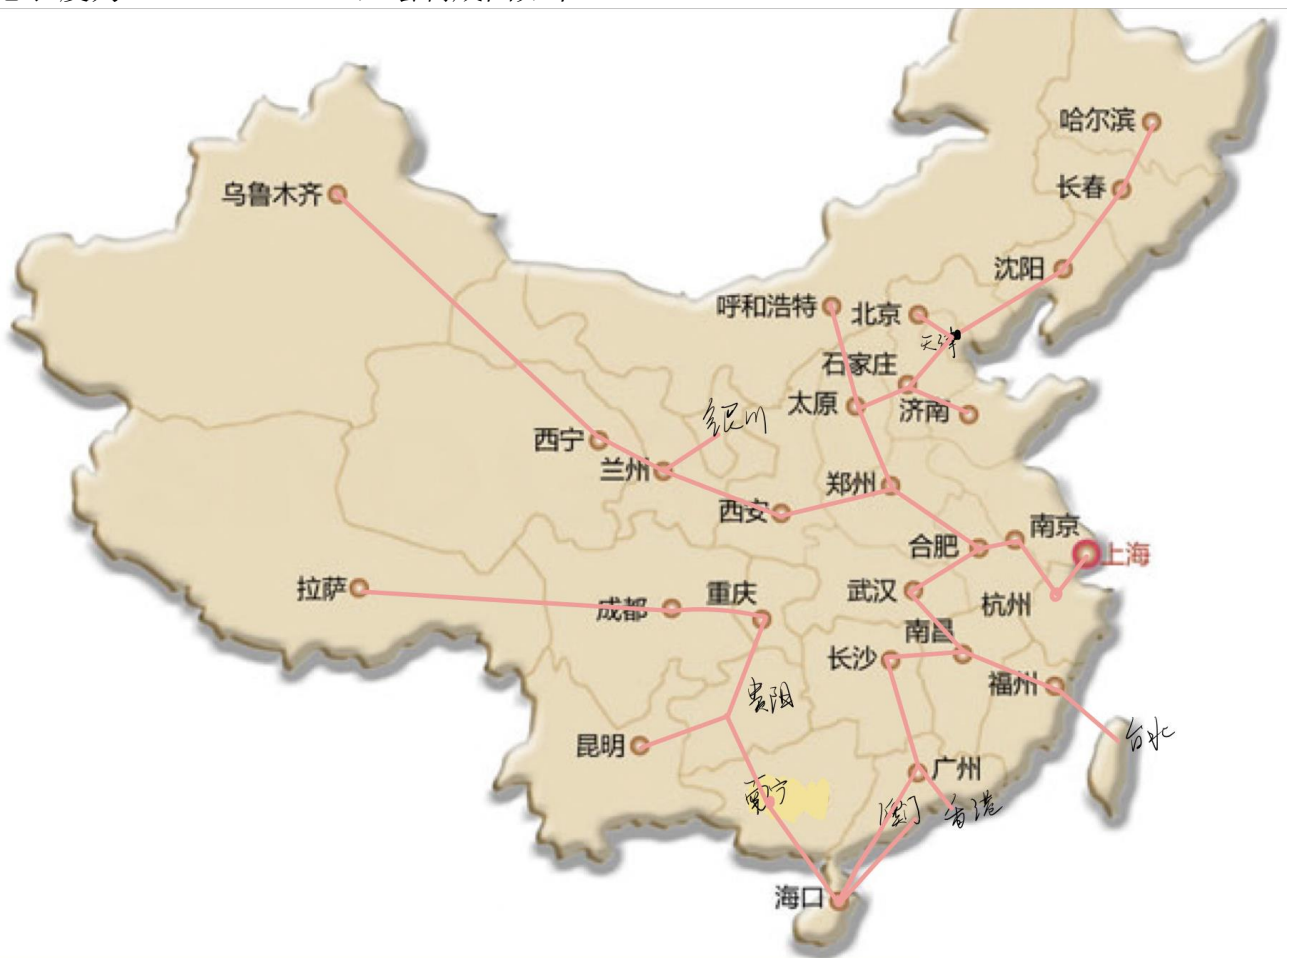 哈尔滨
乌鲁木齐
长春
沈阳
呼和浩特
北京
天津
石家庄
太原
济南
银川
西宁
兰州
郑州
西安
南京
合肥
上海
拉萨
成都
重庆
武汉
杭州
南昌
长沙
福州
贵阳
台北
昆明
广州
南宁
澳门
香港
海口